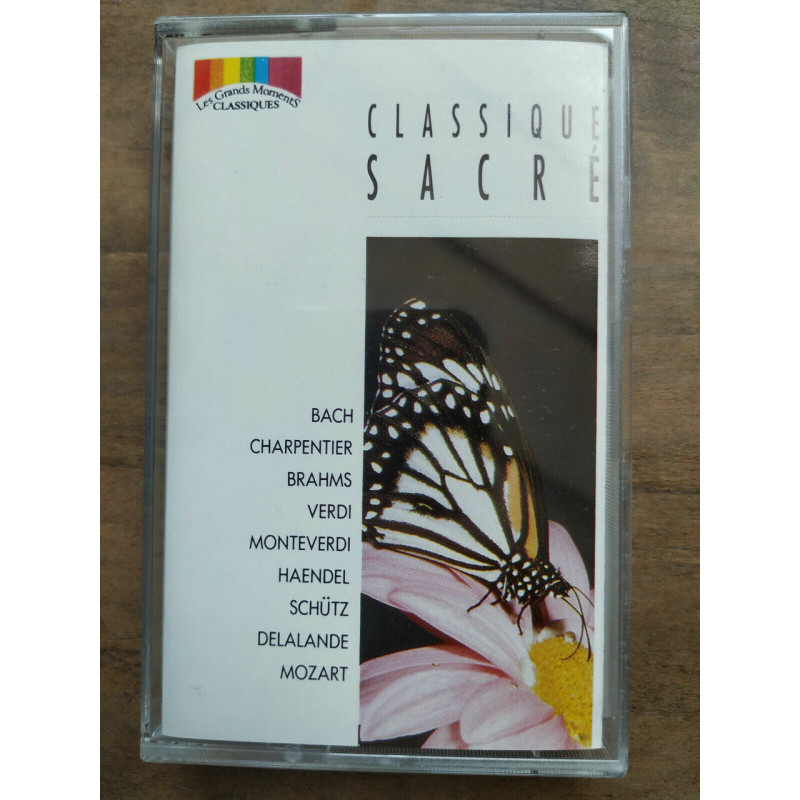 Les Grands Moments
CLASSIQUES
CLASSIQUE
SACRÉ
BACH
CHARPENTIER
BRAHMS
VERDI
MONTEVERDI
HAENDEL
SCHÜTZ
DELALANDE
MOZART